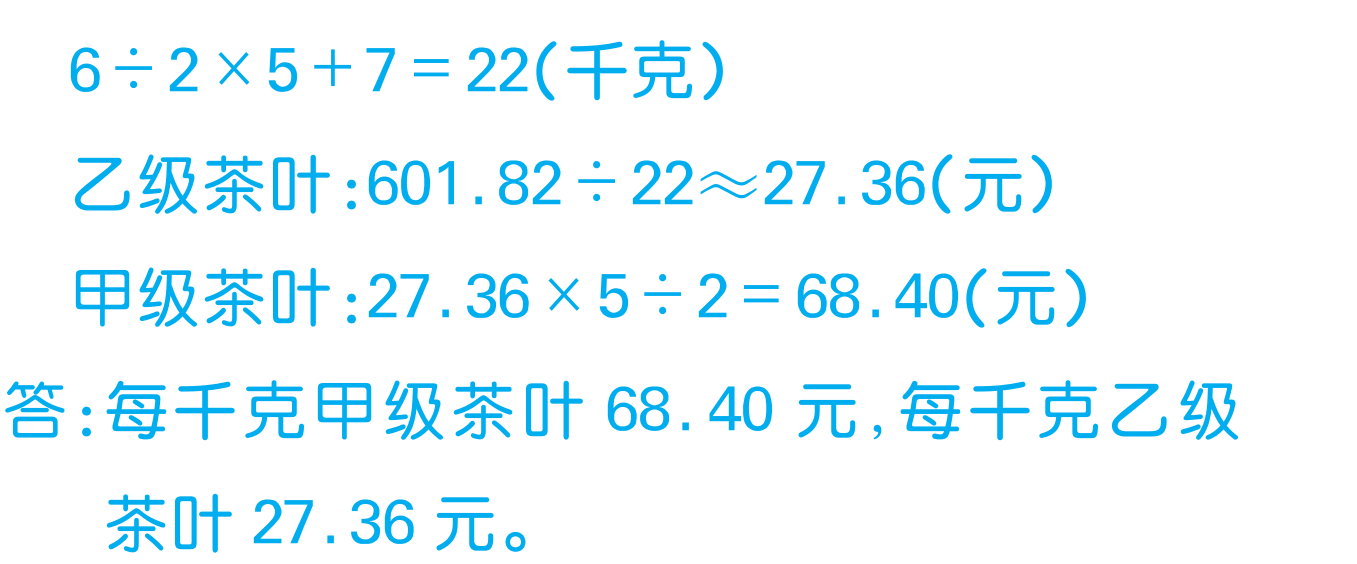 6÷2×5+7=22(千克)
乙级茶叶:601.82÷22≈27.36(元)
甲级茶叶:27.36×5÷2=68.40(元)
答:每千克甲级茶叶 68.40 元,每千克乙级
茶叶 27.36 元。